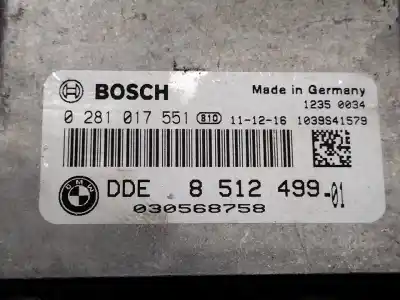 BOSCH Made in Germany
1235 0034
0 281 017 551 810 11-12-16 1039S41579
BMW DDE 8 512 499-01
030568758